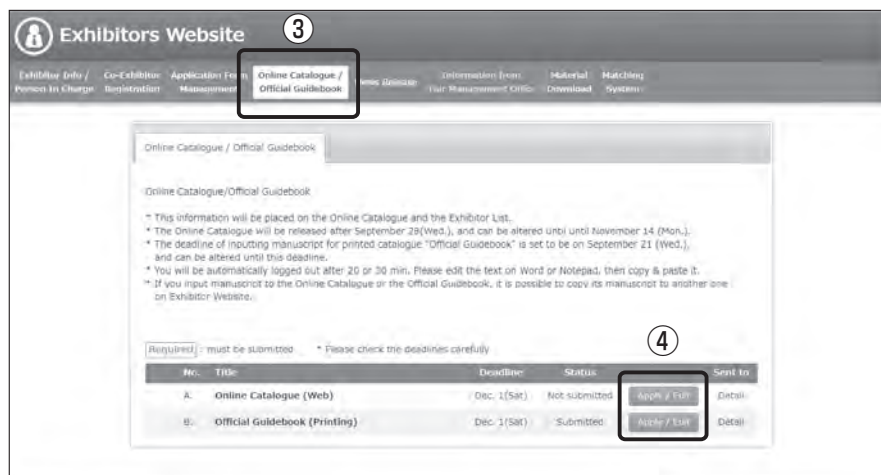 Exhibitors Website
③
Exhibitor Info / Person In Charge
Co-Exhibitor Registration
Application Form Management
Online Catalogue / Official Guidebook
News Release
Information from Fair Management Office
Material Download
Matching System
Online Catalogue / Official Guidebook
Online Catalogue/Official Guidebook
* This information will be placed on the Online Catalogue and the Exhibitor List.
* The Online Catalogue will be released after September 28(Wed.), and can be altered until until November 14 (Mon.).
* The deadline of inputting manuscript for printed catalogue "Official Guidebook" is set to be on September 21 (Wed.),
and can be altered until this deadline.
* You will be automatically logged out after 20 or 30 min. Please edit the text on Word or Notepad, then copy & paste it.
* If you input manuscript to the Online Catalogue or the Official Guidebook, it is possible to copy its manuscript to another one
on Exhibitor Website.
Required : must be submitted * Please check the deadlines carefully
④
No. Title Deadline Status Sent to
A. Online Catalogue (Web) Dec. 1(Sat) Not submitted Apply / Edit Detail
B. Official Guidebook (Printing) Dec. 1(Sat) Submitted Apply / Edit Detail